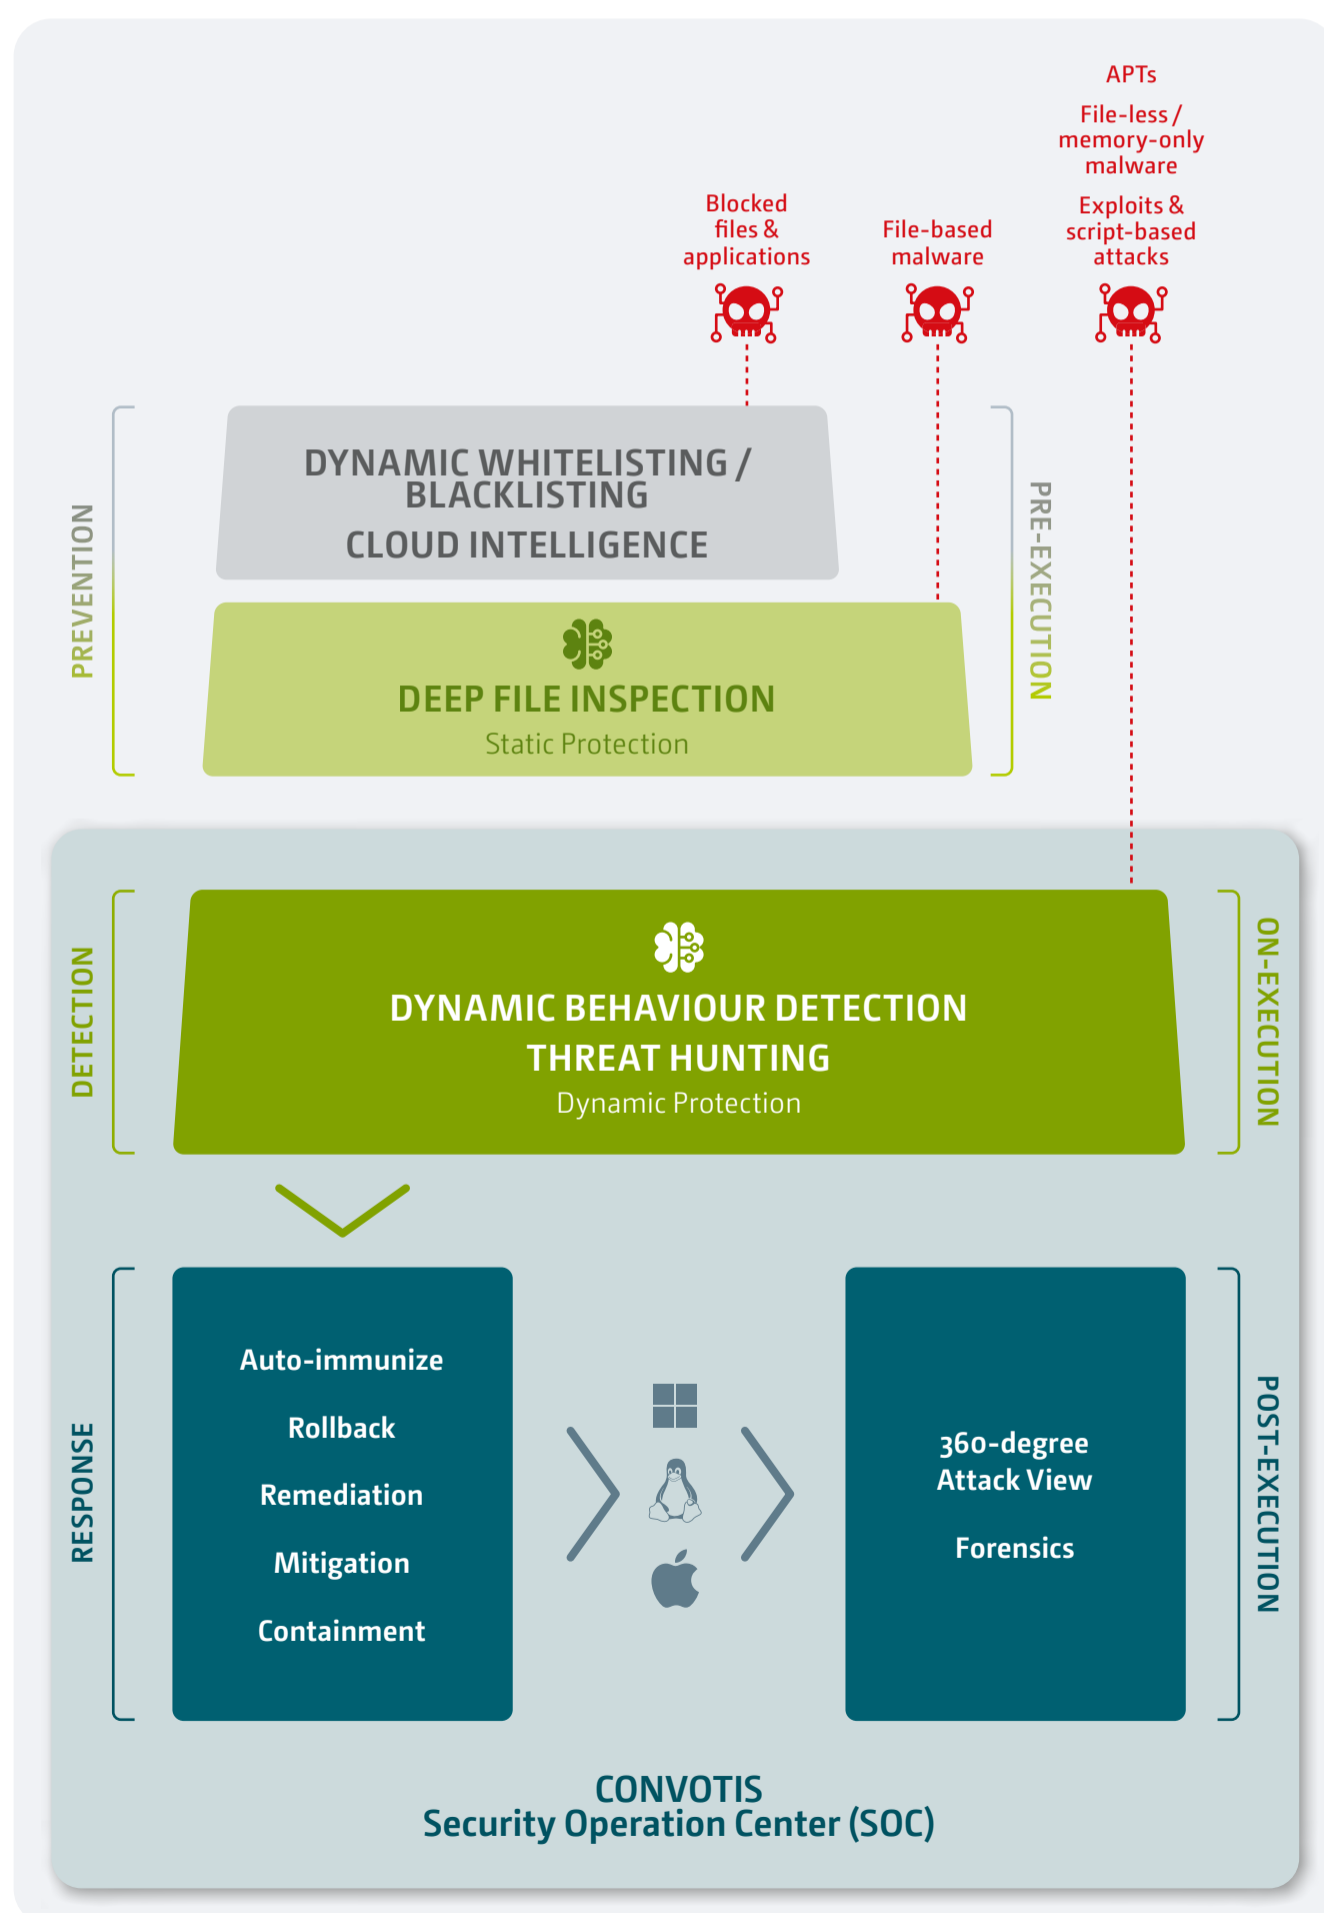 APTs
File-less /
memory-only
malware
Exploits &
script-based
attacks
Blocked
files &
applications
File-based
malware
PREVENTION
DYNAMIC WHITELISTING /
BLACKLISTING
CLOUD INTELLIGENCE
PRE-EXECUTION
DEEP FILE INSPECTION
Static Protection
DETECTION
DYNAMIC BEHAVIOUR DETECTION
THREAT HUNTING
Dynamic Protection
ON-EXECUTION
RESPONSE
Auto-immunize
Rollback
Remediation
Mitigation
Containment
360-degree
Attack View
Forensics
POST-EXECUTION
CONVOTIS
Security Operation Center (SOC)